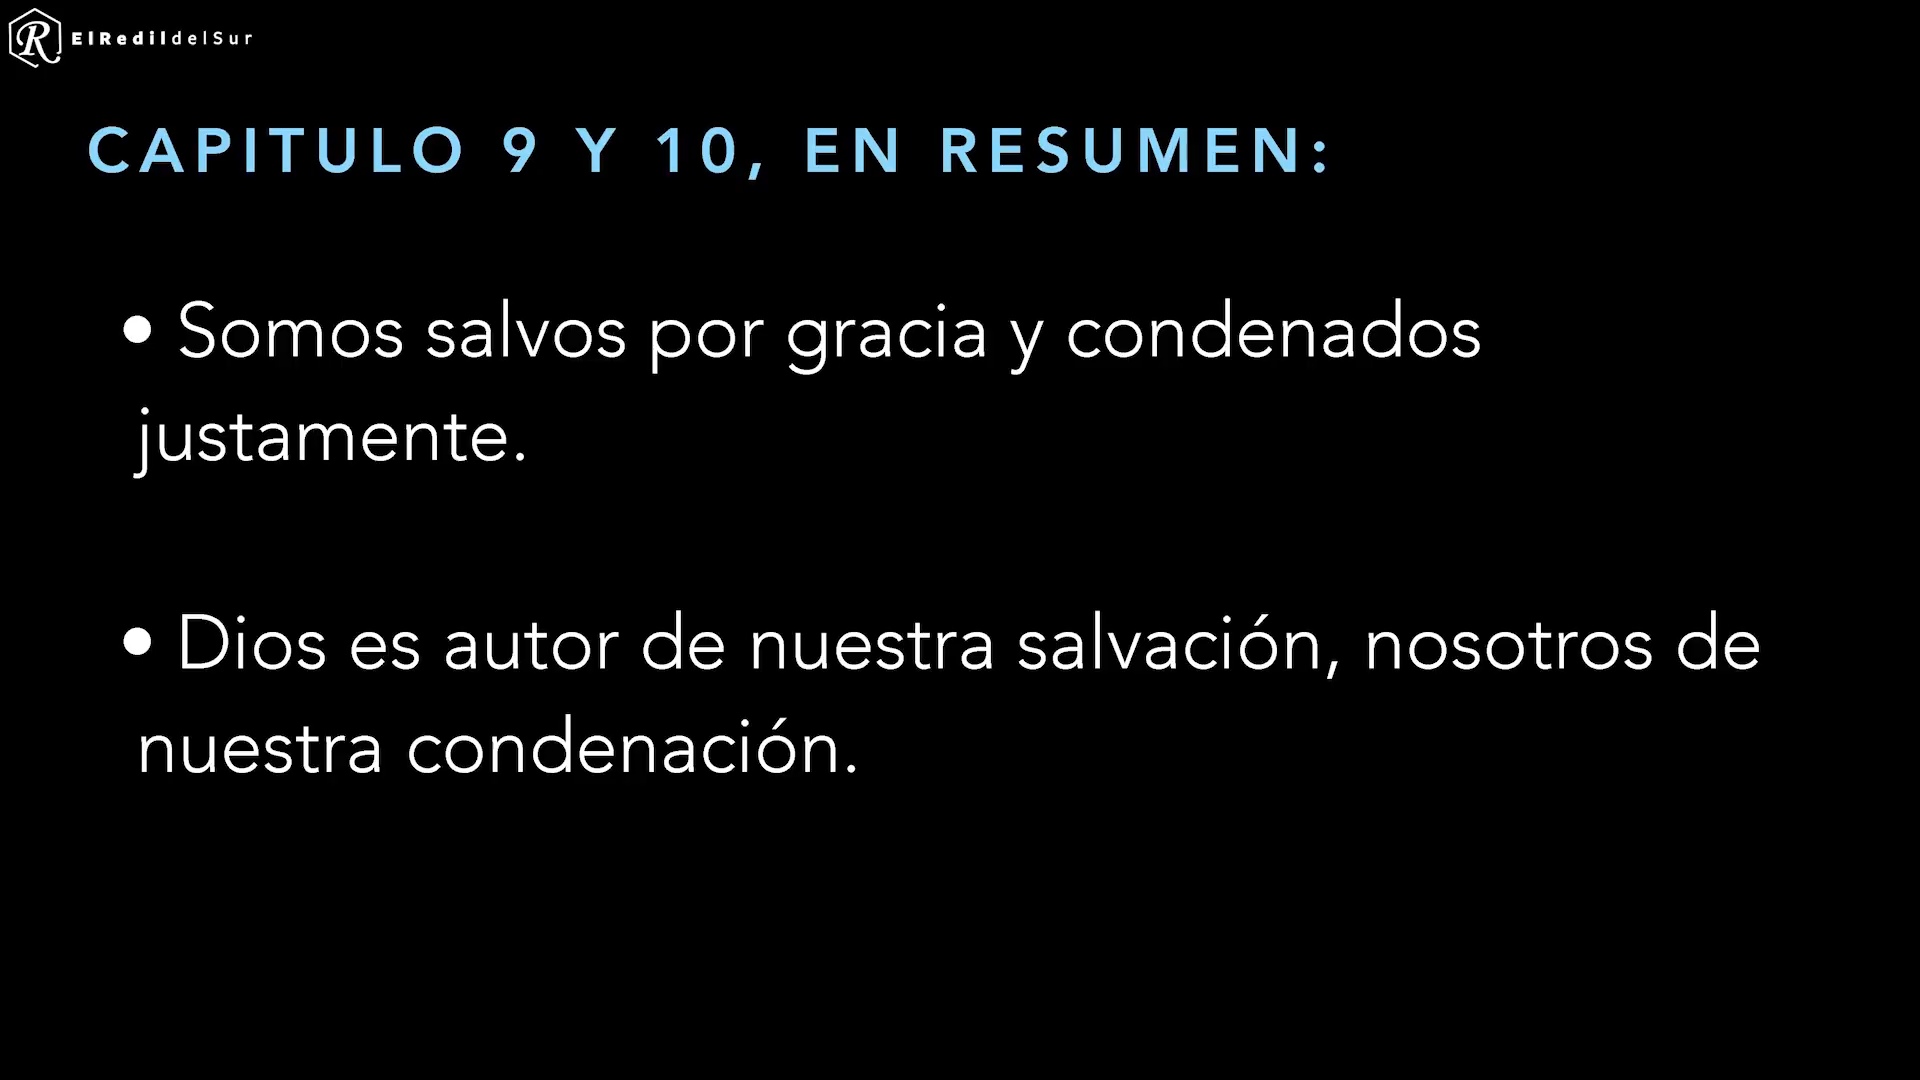 ElRedildelSur
CAPITULO 9 Y 10, EN RESUMEN:
• Somos salvos por gracia y condenados
justamente.
• Dios es autor de nuestra salvación, nosotros de
nuestra condenación.